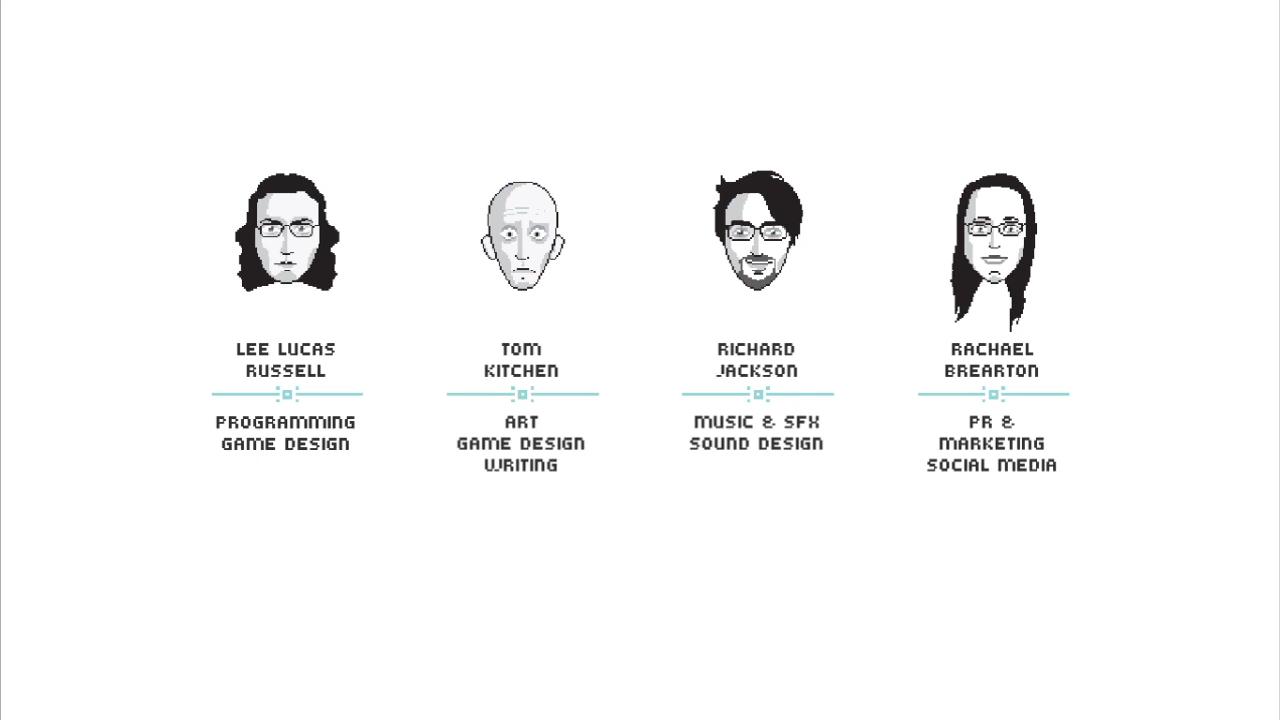 LEE LUCAS
RUSSELL
PROGRAMMING
GAME DESIGN
TOM
KITCHEN
ART
GAME DESIGN
WRITING
RICHARD
JACKSON
MUSIC & SFX
SOUND DESIGN
RACHAEL
BREARTON
PR &
MARKETING
SOCIAL MEDIA